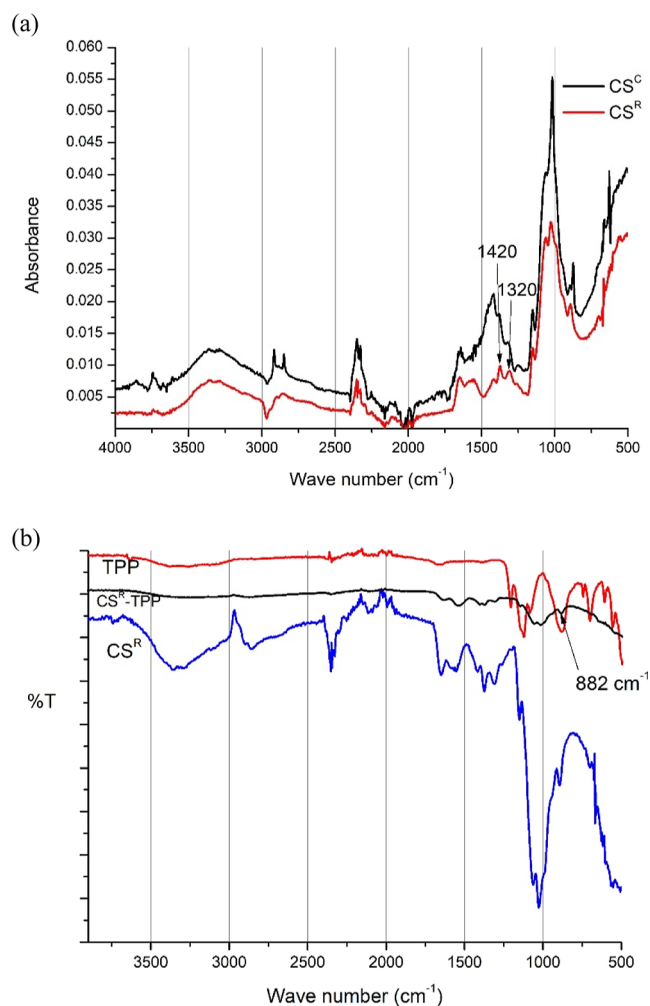 (a)
0.060
0.055
0.050
0.045
0.040
0.035
0.030
0.025
0.020
0.015
0.010
0.005
Absorbance
CS^C
CS^R
1420
1320
4000 3500 3000 2500 2000 1500 1000 500
Wave number (cm⁻¹)
(b)
TPP
CS^R-TPP
CS^R
882 cm⁻¹
%T
3500 3000 2500 2000 1500 1000 500
Wave number (cm⁻¹)